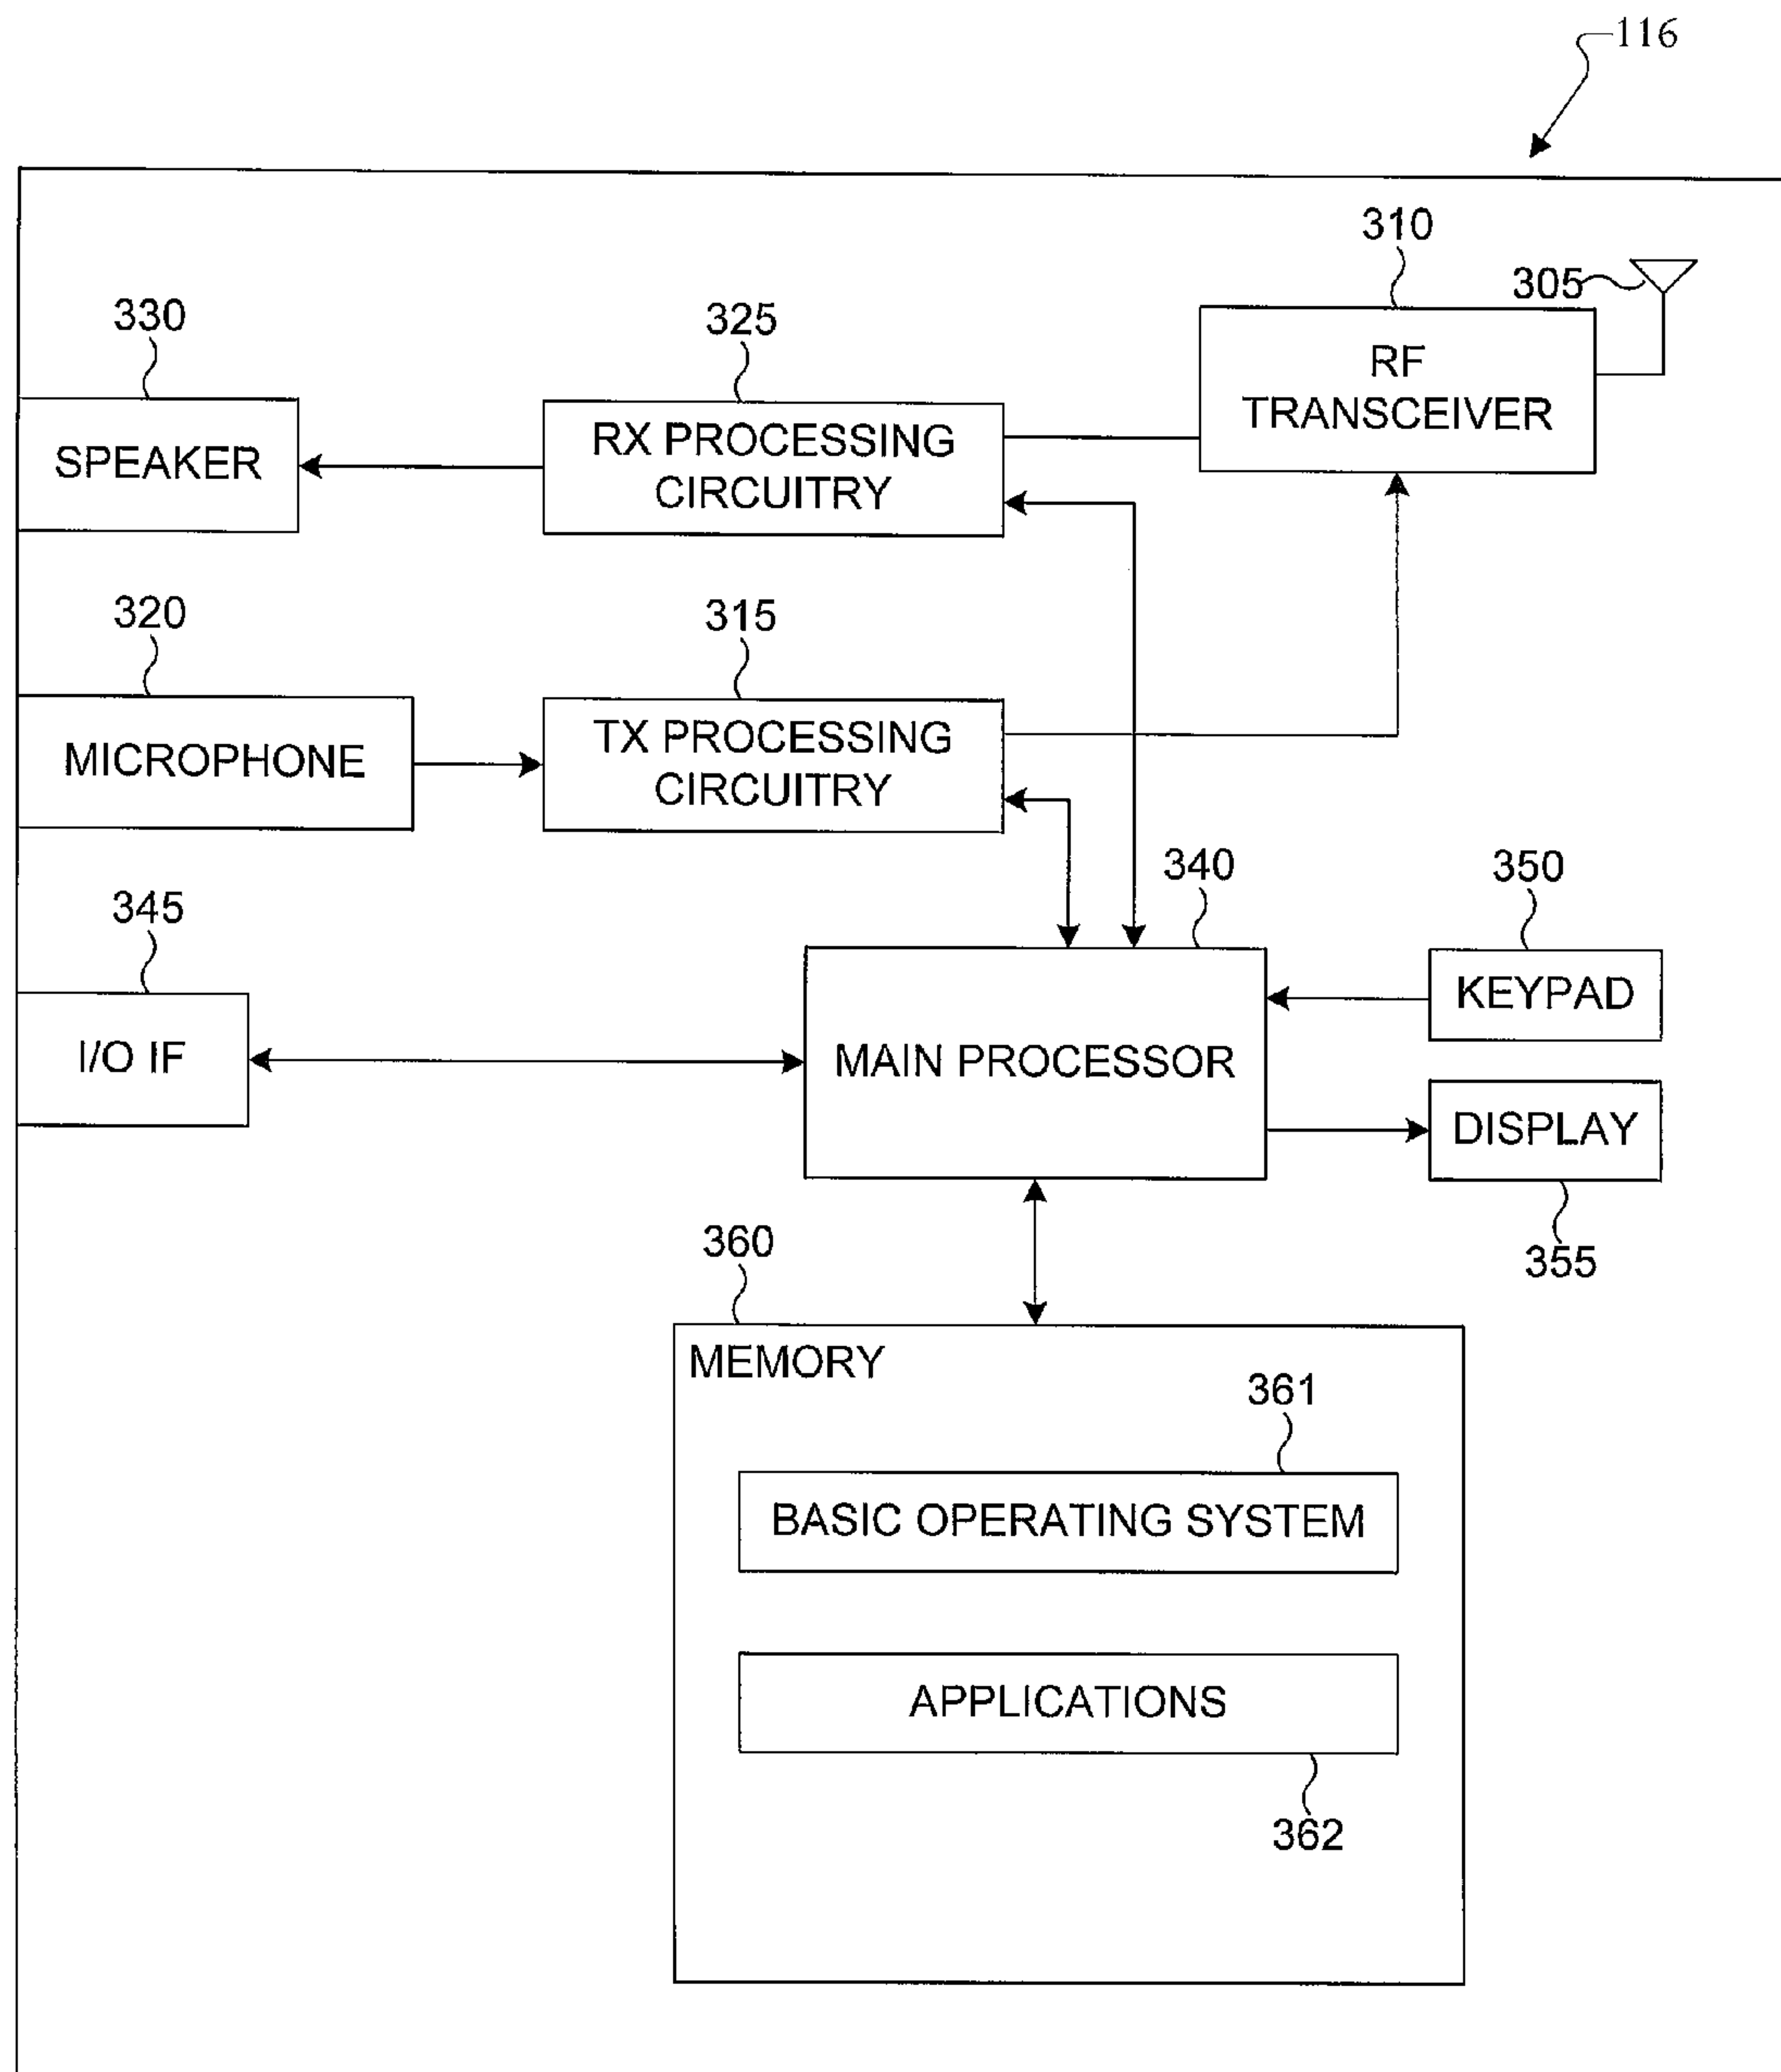 116
310
305
330
325
RF
TRANSCEIVER
SPEAKER
RX PROCESSING
CIRCUITRY
320
315
MICROPHONE
TX PROCESSING
CIRCUITRY
345
340
350
I/O IF
MAIN PROCESSOR
KEYPAD
DISPLAY
355
360
MEMORY
361
BASIC OPERATING SYSTEM
APPLICATIONS
362